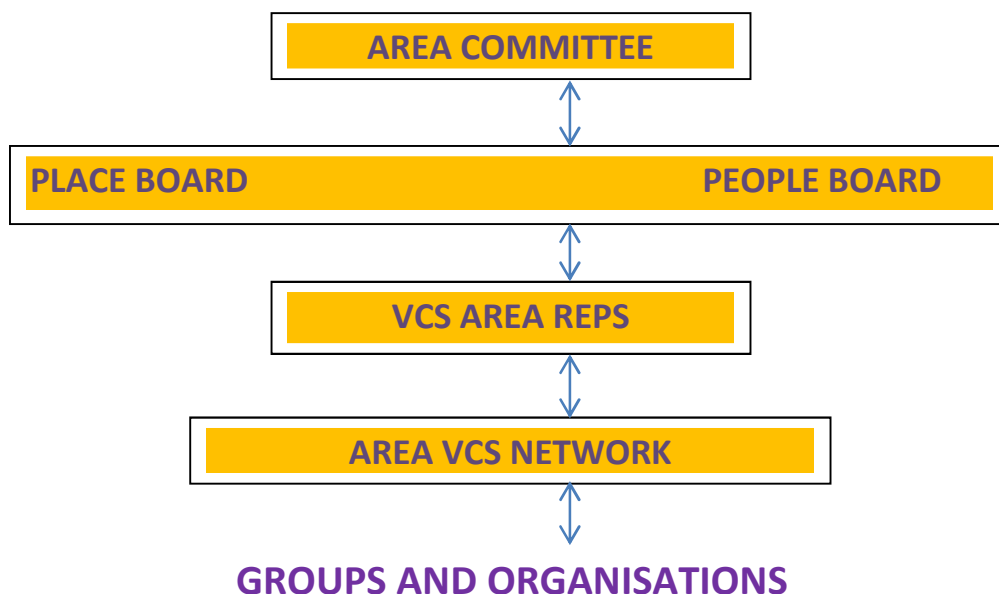 AREA COMMITTEE
PLACE BOARD PEOPLE BOARD
VCS AREA REPS
AREA VCS NETWORK
GROUPS AND ORGANISATIONS